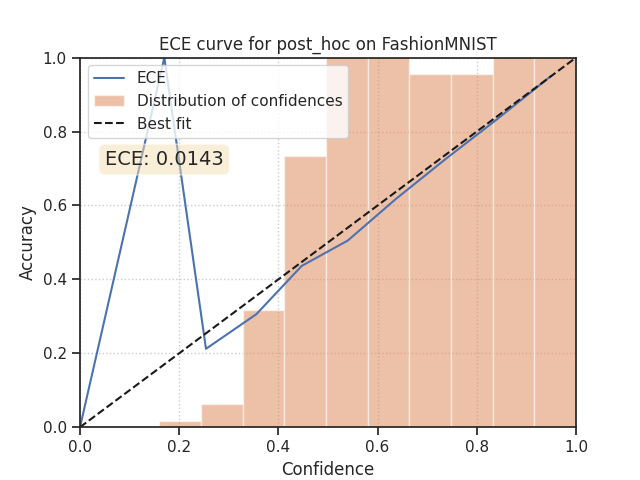 ECE curve for post_hoc on FashionMNIST
ECE
Distribution of confidences
Best fit
ECE: 0.0143
Accuracy
1.0
0.8
0.6
0.4
0.2
0.0
0.0 0.2 0.4 0.6 0.8 1.0
Confidence